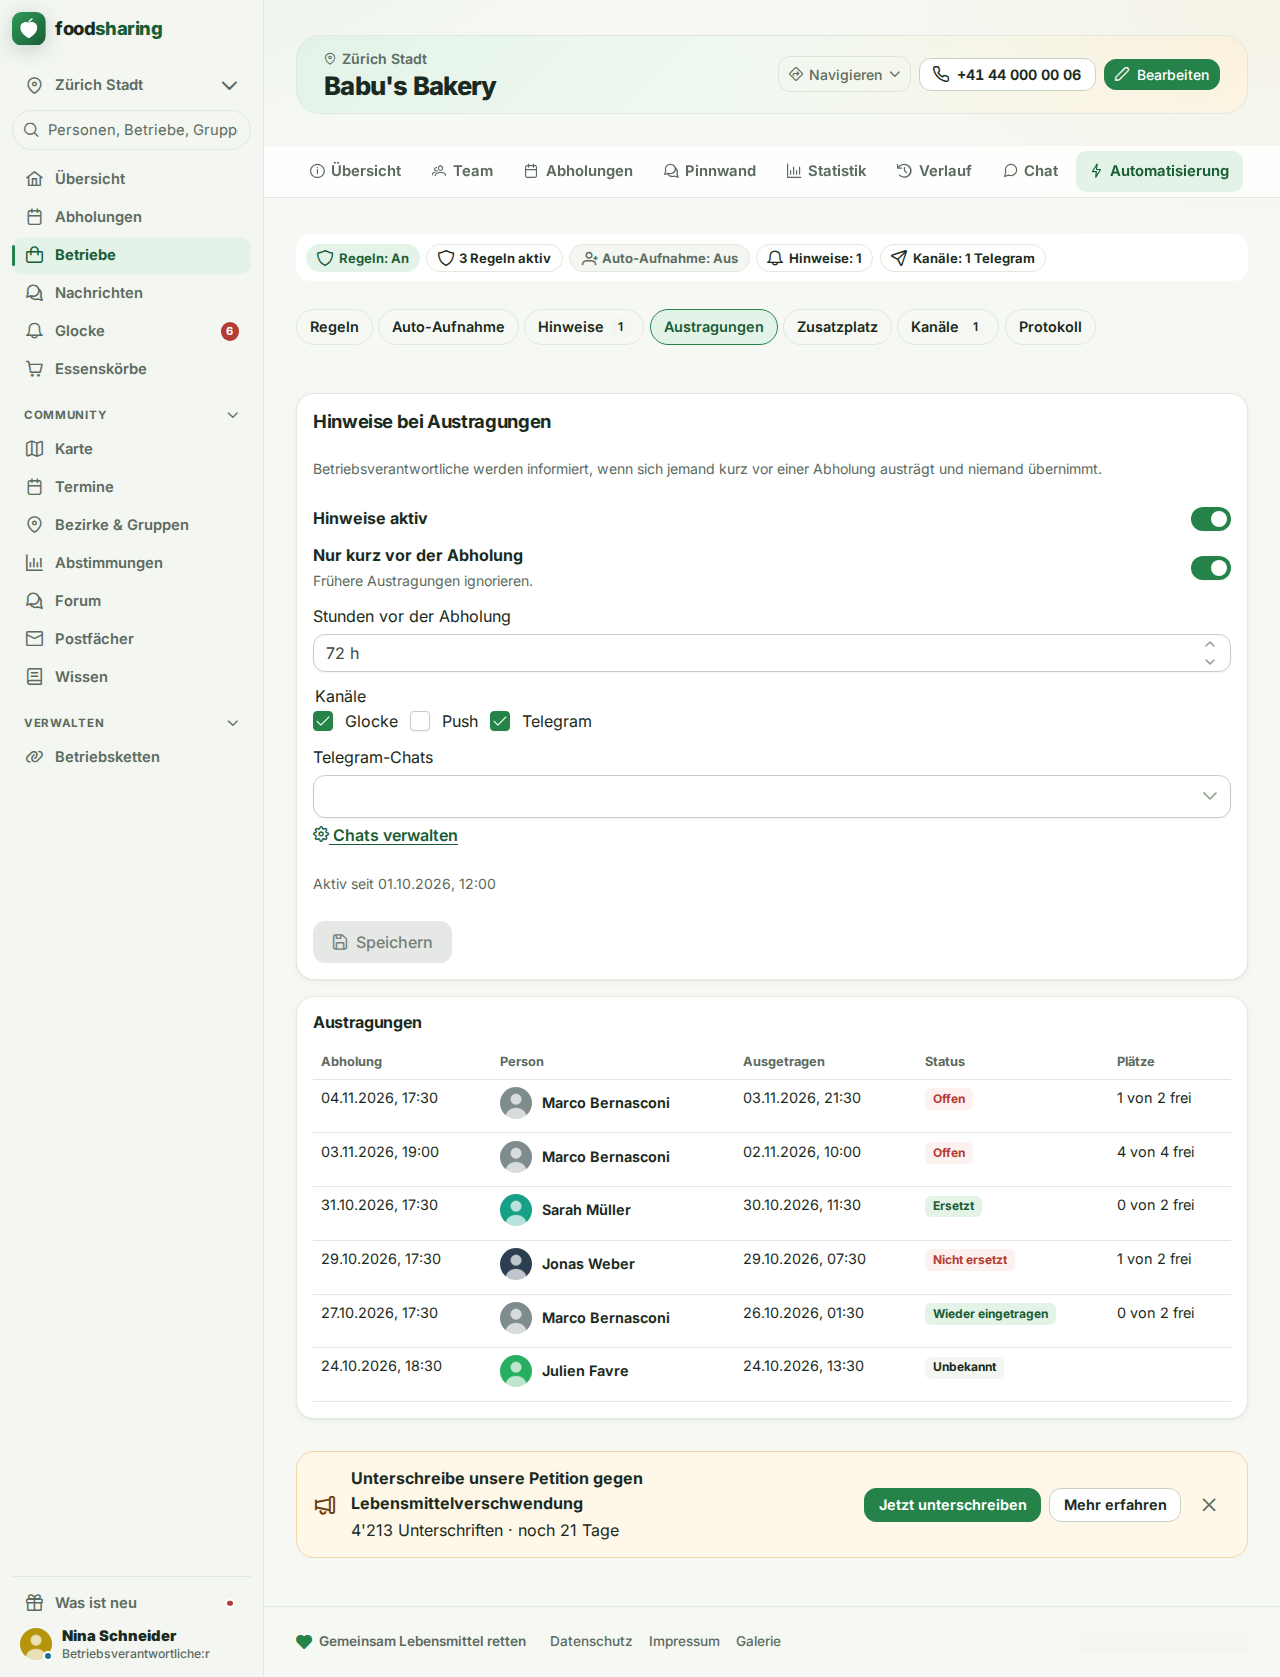 foodsharing
Zürich Stadt
Personen, Betriebe, Grupp
Übersicht
Abholungen
Betriebe
Nachrichten
Glocke 6
Essenskörbe
COMMUNITY
Karte
Termine
Bezirke & Gruppen
Abstimmungen
Forum
Postfächer
Wissen
VERWALTEN
Betriebsketten
Was ist neu
Nina Schneider
Betriebsverantwortliche:r
Zürich Stadt
Babu's Bakery
Navigieren +41 44 000 00 06 Bearbeiten
Übersicht Team Abholungen Pinnwand Statistik Verlauf Chat Automatisierung
Regeln: An 3 Regeln aktiv Auto-Aufnahme: Aus Hinweise: 1 Kanäle: 1 Telegram
Regeln Auto-Aufnahme Hinweise 1 Austragungen Zusatzplatz Kanäle 1 Protokoll
Hinweise bei Austragungen
Betriebsverantwortliche werden informiert, wenn sich jemand kurz vor einer Abholung austrägt und niemand übernimmt.
Hinweise aktiv
Nur kurz vor der Abholung
Frühere Austragungen ignorieren.
Stunden vor der Abholung
72 h
Kanäle
Glocke Push Telegram
Telegram-Chats
Chats verwalten
Aktiv seit 01.10.2026, 12:00
Speichern
Austragungen
Abholung Person Ausgetragen Status Plätze
04.11.2026, 17:30 Marco Bernasconi 03.11.2026, 21:30 Offen 1 von 2 frei
03.11.2026, 19:00 Marco Bernasconi 02.11.2026, 10:00 Offen 4 von 4 frei
31.10.2026, 17:30 Sarah Müller 30.10.2026, 11:30 Ersetzt 0 von 2 frei
29.10.2026, 17:30 Jonas Weber 29.10.2026, 07:30 Nicht ersetzt 1 von 2 frei
27.10.2026, 17:30 Marco Bernasconi 26.10.2026, 01:30 Wieder eingetragen 0 von 2 frei
24.10.2026, 18:30 Julien Favre 24.10.2026, 13:30 Unbekannt
Unterschreibe unsere Petition gegen
Lebensmittelverschwendung
4'213 Unterschriften · noch 21 Tage
Jetzt unterschreiben Mehr erfahren
Gemeinsam Lebensmittel retten Datenschutz Impressum Galerie